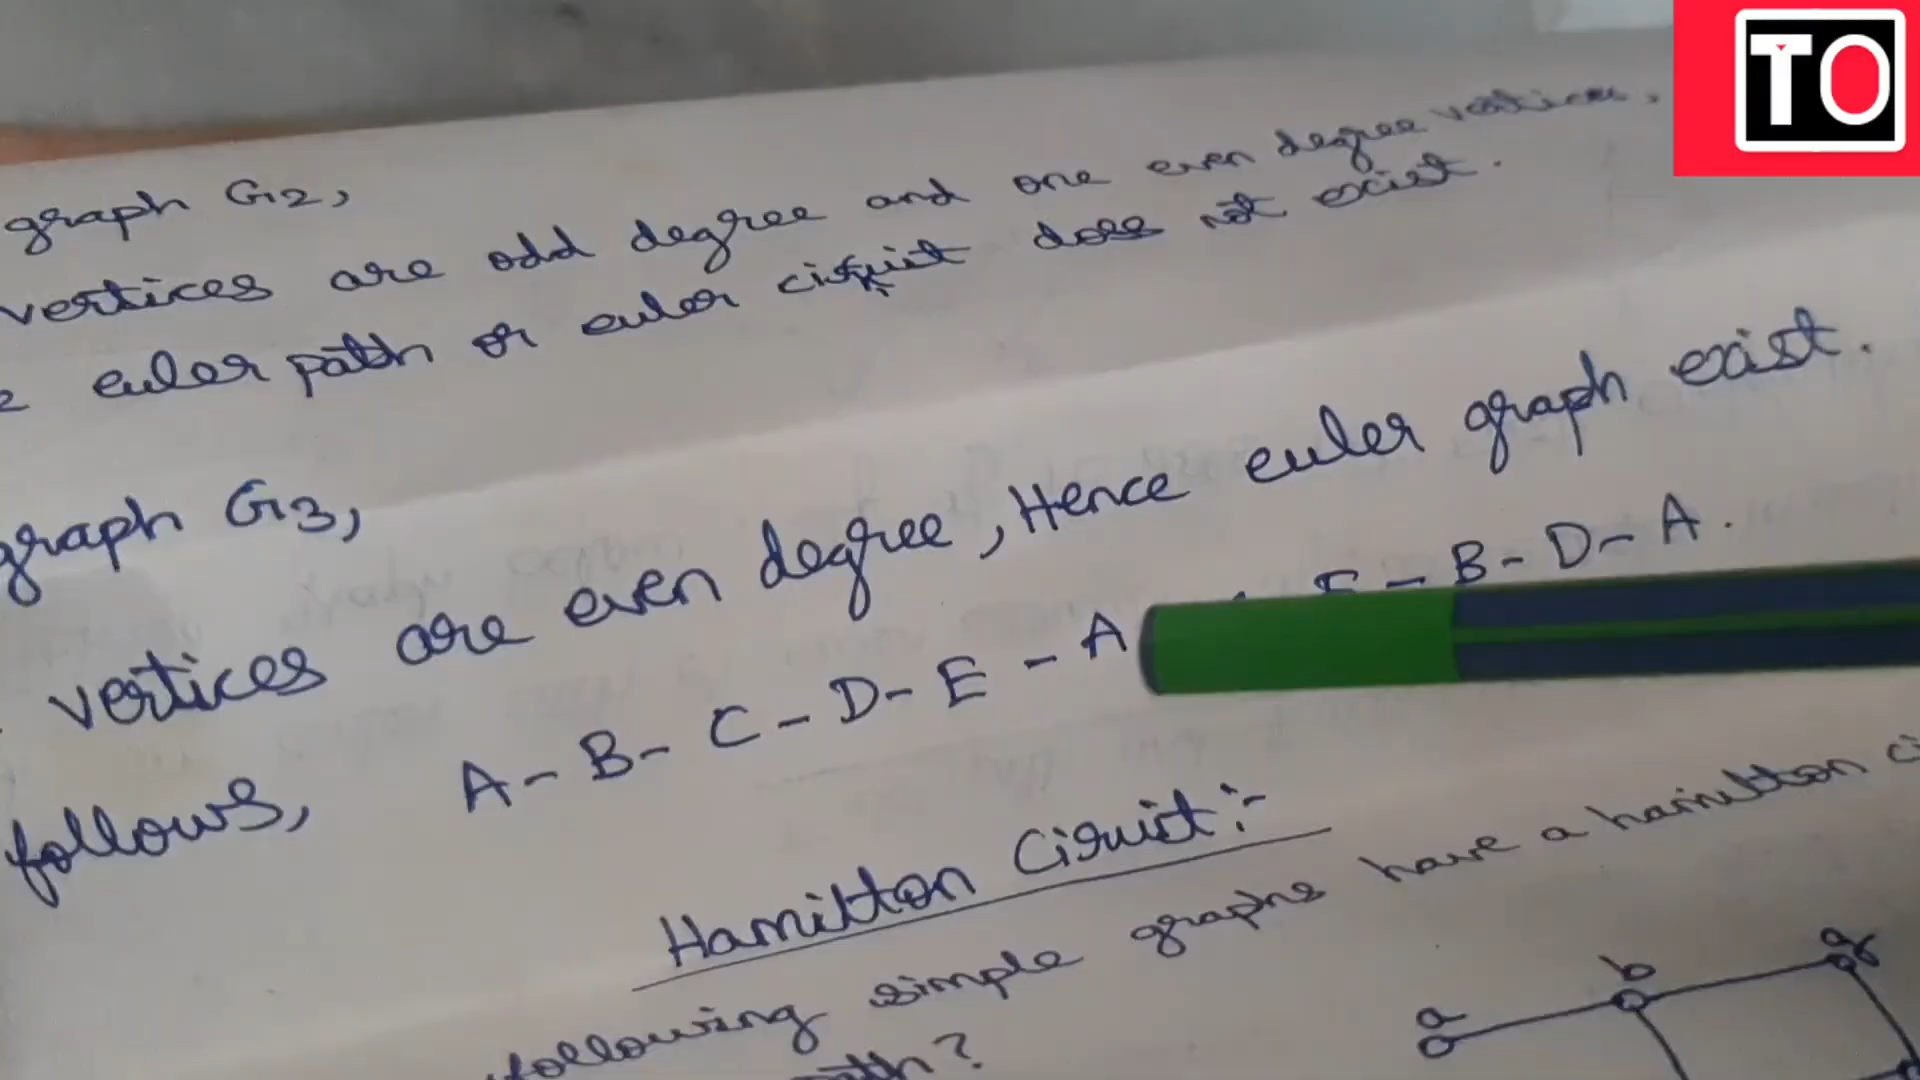 graph G2,
vertices are odd degree and one even degree vertices.
euler path or euler circuit does not exist.
graph G3,
vertices are even degree, Hence euler graph exist.
follows, A - B - C - D - E - A E - B - D - A.
Hamilton Circuit :-
following simple graphs have a hamilton
a b g
TO